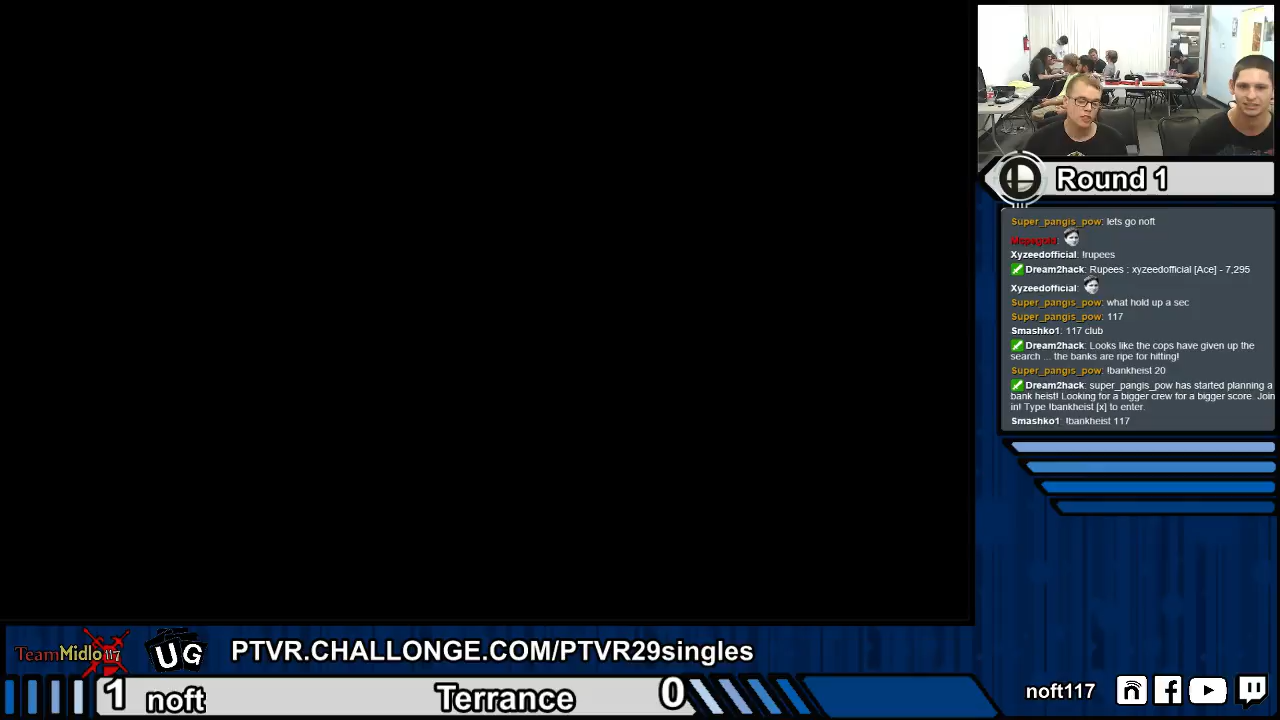 Round 1
Super_pangis_pow: lets go noft
Mcpsgold
Xyzeedofficial: !rupees
Dream2hack: Rupees : xyzeedofficial [Ace] - 7,295
Xyzeedofficial:
Super_pangis_pow: what hold up a sec
Super_pangis_pow: 117
Smashko1: 117 club
Dream2hack: Looks like the cops have given up the
search ... the banks are ripe for hitting!
Super_pangis_pow: !bankheist 20
Dream2hack: super_pangis_pow has started planning a
bank heist! Looking for a bigger crew for a bigger score. Join
in! Type !bankheist [x] to enter.
Smashko1: !bankheist 117
TeamMidlo117
UG
PTVR.CHALLONGE.COM/PTVR29singles
1 noft Terrance 0
noft117